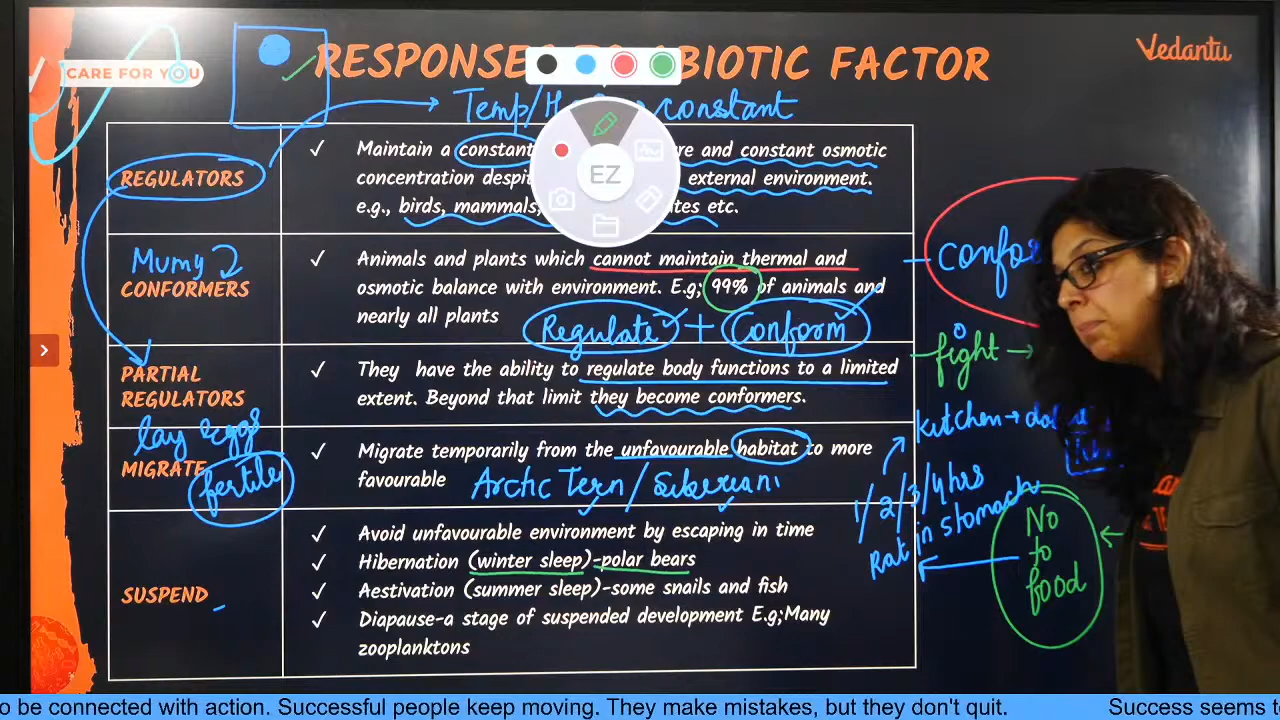 RESPONSE BIOTIC FACTOR
Vedantu
CARE FOR YOU
Temp/H constant
REGULATORS
✓ Maintain a constant re and constant osmotic
concentration despi external environment.
e.g., birds, mammals, tes etc.
Mumy
CONFORMERS
✓ Animals and plants which cannot maintain thermal and
osmotic balance with environment. E.g; 99% of animals and
nearly all plants
Regulate + Conform
Confor
PARTIAL
REGULATORS
✓ They have the ability to regulate body functions to a limited
extent. Beyond that limit they become conformers.
fight →
lay eggs
MIGRATE
fertile
✓ Migrate temporarily from the unfavourable habitat to more
favourable
Arctic Tern / Siberian
kitchen →
1/2/3/4 hrs
Rat in stomach
No
to
food
SUSPEND
✓ Avoid unfavourable environment by escaping in time
✓ Hibernation (winter sleep)-polar bears
✓ Aestivation (summer sleep)-some snails and fish
✓ Diapause-a stage of suspended development E.g;Many
zooplanktons
EZ
o be connected with action. Successful people keep moving. They make mistakes, but they don't quit. Success seems t